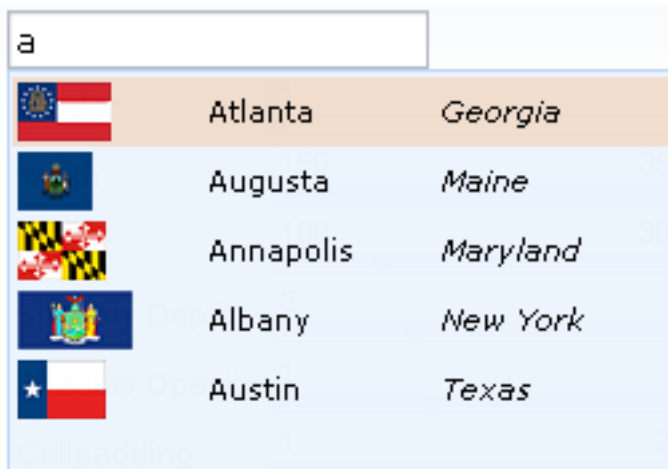 a
Atlanta Georgia
Augusta Maine
Annapolis Maryland
Albany New York
Austin Texas